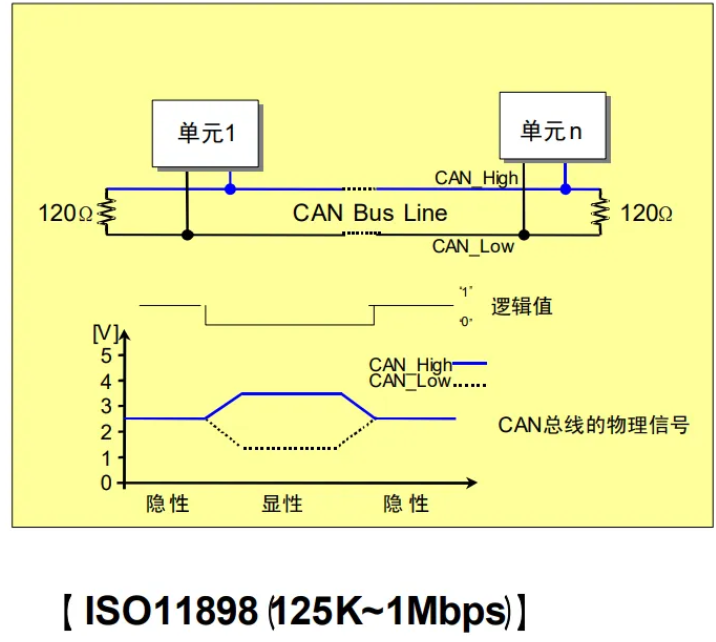 单元1
单元n
CAN_High
120Ω
CAN Bus Line
120Ω
CAN_Low
"1"
逻辑值
"0"
[V]
5
4
3
2
1
0
CAN_High
CAN_Low
CAN总线的物理信号
隐性
显性
隐性
【ISO11898(125K~1Mbps)】